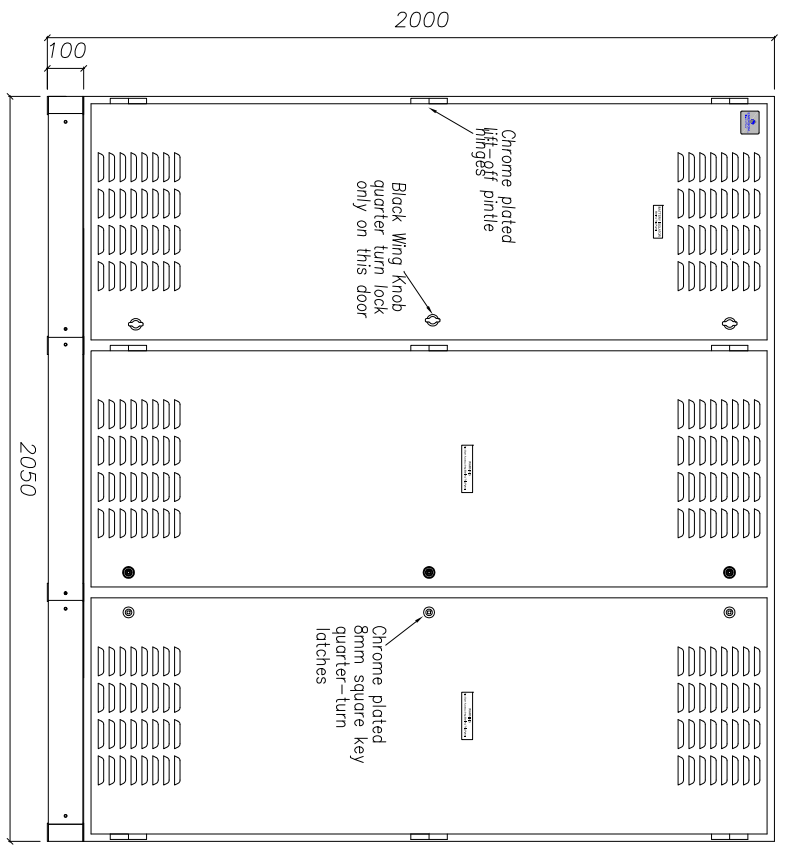 2000
100
Chrome plated
lift-off pintle
hinges
Black Wing Knob
quarter turn lock
only on this door
2050
Chrome plated
8mm square key
quarter-turn
latches